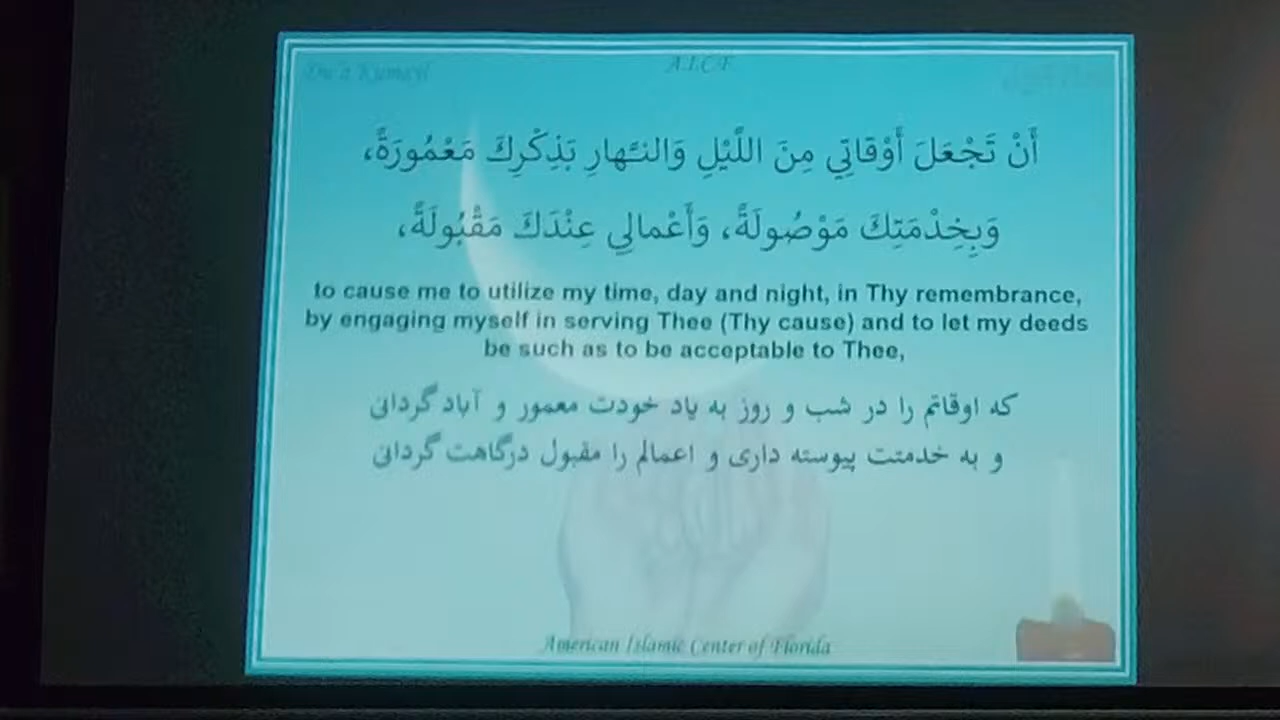 Du'a Kumayl
A.I.C.F.
أَنْ تَجْعَلَ أَوْقاتِي مِنَ اللَّيْلِ وَالنَّهارِ بِذِكْرِكَ مَعْمُورَةً،
وَبِخِدْمَتِكَ مَوْصُولَةً، وَأَعْمالِي عِنْدَكَ مَقْبُولَةً،
to cause me to utilize my time, day and night, in Thy remembrance,
by engaging myself in serving Thee (Thy cause) and to let my deeds
be such as to be acceptable to Thee,
که اوقاتم را در شب و روز به یاد خودت معمور و آباد گردانی
و به خدمتت پیوسته داری و اعمالم را مقبول درگاهت گردانی
American Islamic Center of Florida